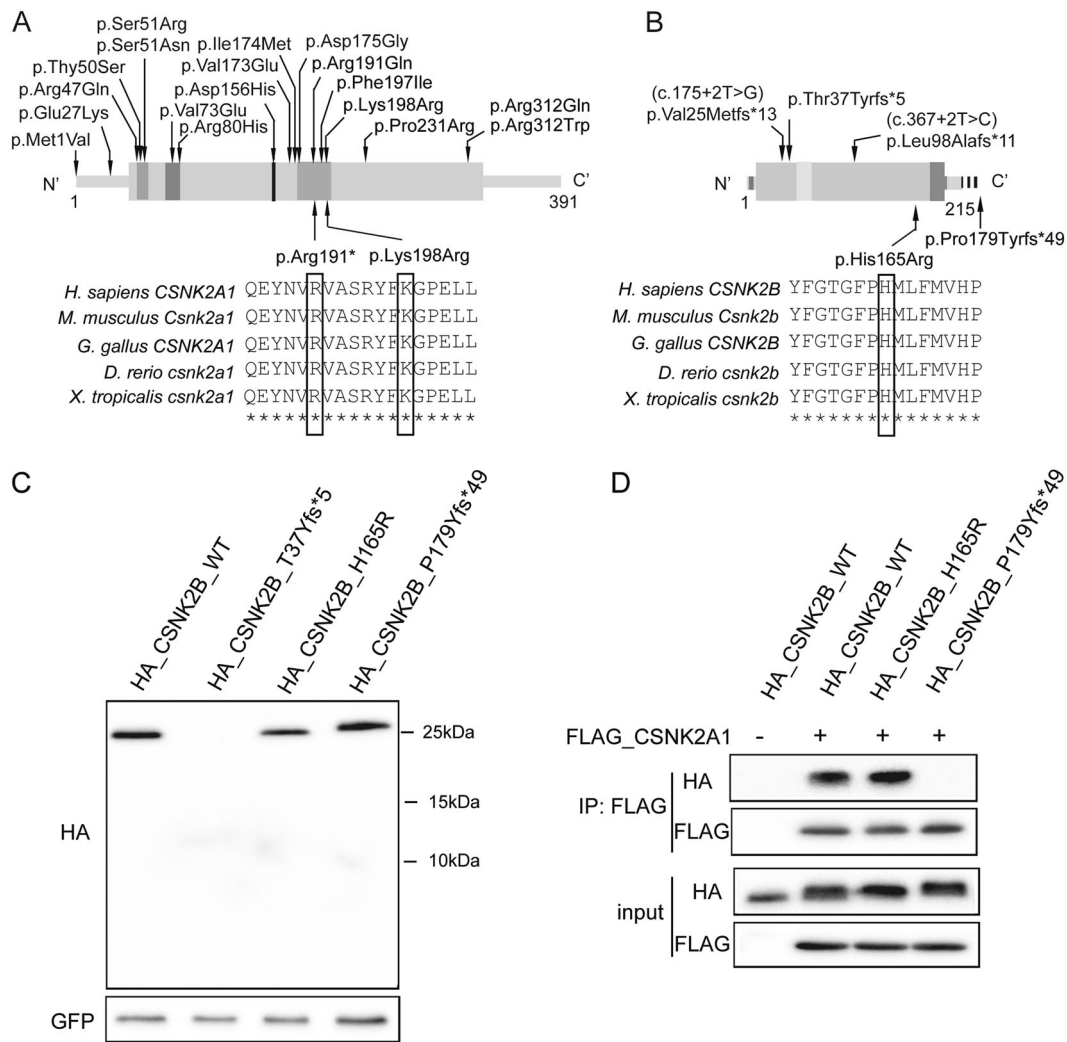 A
p.Ser51Arg
p.Ser51Asn
p.Thy50Ser
p.Arg47Gln
p.Glu27Lys
p.Met1Val
p.Ile174Met
p.Val173Glu
p.Asp156His
p.Val73Glu
p.Arg80His
p.Asp175Gly
p.Arg191Gln
p.Phe197Ile
p.Lys198Arg
p.Pro231Arg
p.Arg312Gln
p.Arg312Trp
N' C'
1 391
p.Arg191* p.Lys198Arg
H. sapiens CSNK2A1 QEYNVRVASRYFKGPELL
M. musculus Csnk2a1 QEYNVRVASRYFKGPELL
G. gallus CSNK2A1 QEYNVRVASRYFKGPELL
D. rerio csnk2a1 QEYNVRVASRYFKGPELL
X. tropicalis csnk2a1 QEYNVRVASRYFKGPELL
******************
B
(c.175+2T>G)
p.Val25Metfs*13
p.Thr37Tyrfs*5
(c.367+2T>C)
p.Leu98Alafs*11
N' C'
1 215
p.Pro179Tyrfs*49
p.His165Arg
H. sapiens CSNK2B YFGTGFPHMLFMVHP
M. musculus Csnk2b YFGTGFPHMLFMVHP
G. gallus CSNK2B YFGTGFPHMLFMVHP
D. rerio csnk2b YFGTGFPHMLFMVHP
X. tropicalis csnk2b YFGTGFPHMLFMVHP
***************
C
HA_CSNK2B_WT
HA_CSNK2B_T37Yfs*5
HA_CSNK2B_H165R
HA_CSNK2B_P179Yfs*49
25kDa
15kDa
10kDa
HA
GFP
D
HA_CSNK2B_WT
HA_CSNK2B_WT
HA_CSNK2B_H165R
HA_CSNK2B_P179Yfs*49
FLAG_CSNK2A1 - + + +
IP: FLAG
HA
FLAG
input
HA
FLAG